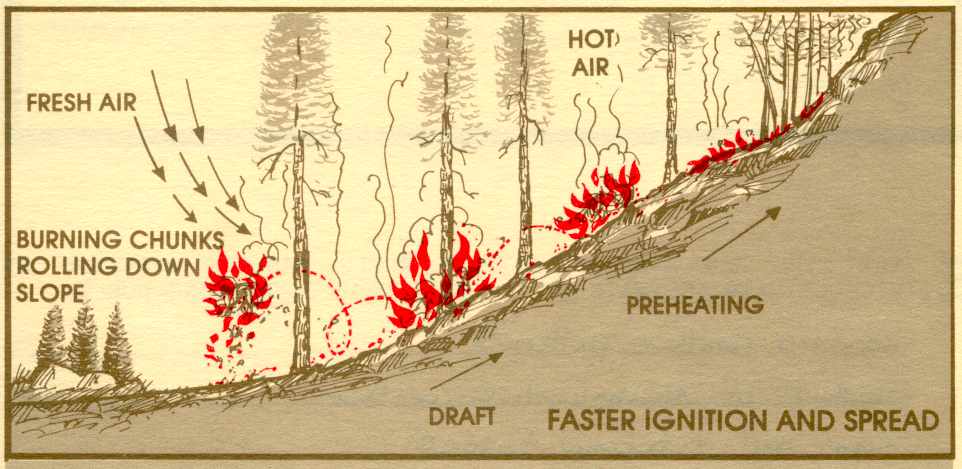 HOT
AIR
FRESH AIR
BURNING CHUNKS
ROLLING DOWN
SLOPE
PREHEATING
DRAFT
FASTER IGNITION AND SPREAD